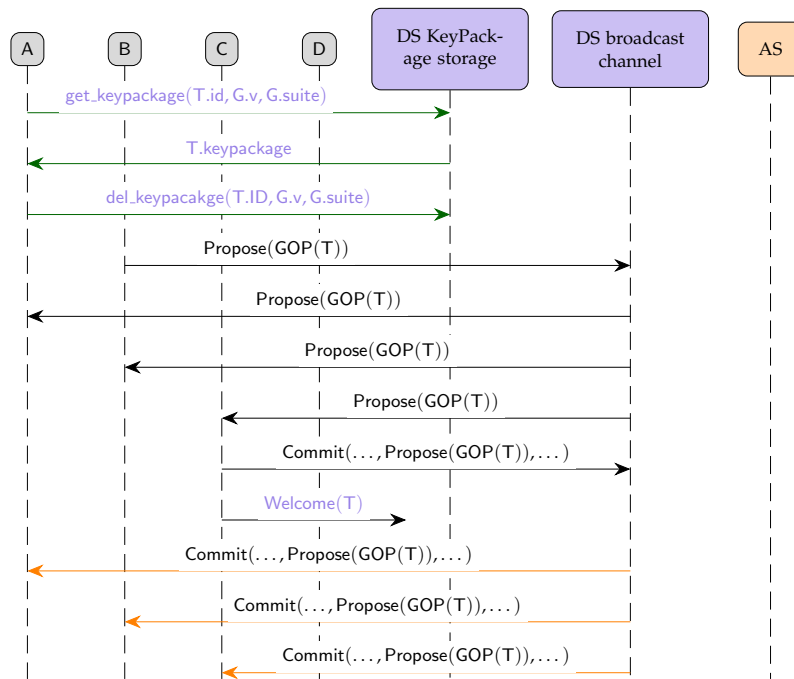 A
B
C
D
DS KeyPack-
age storage
DS broadcast
channel
AS
get_keypackage(T.id, G.v, G.suite)
T.keypackage
del_keypacakge(T.ID, G.v, G.suite)
Propose(GOP(T))
Propose(GOP(T))
Propose(GOP(T))
Propose(GOP(T))
Commit(..., Propose(GOP(T)),...)
Welcome(T)
Commit(..., Propose(GOP(T)),...)
Commit(..., Propose(GOP(T)),...)
Commit(..., Propose(GOP(T)),...)